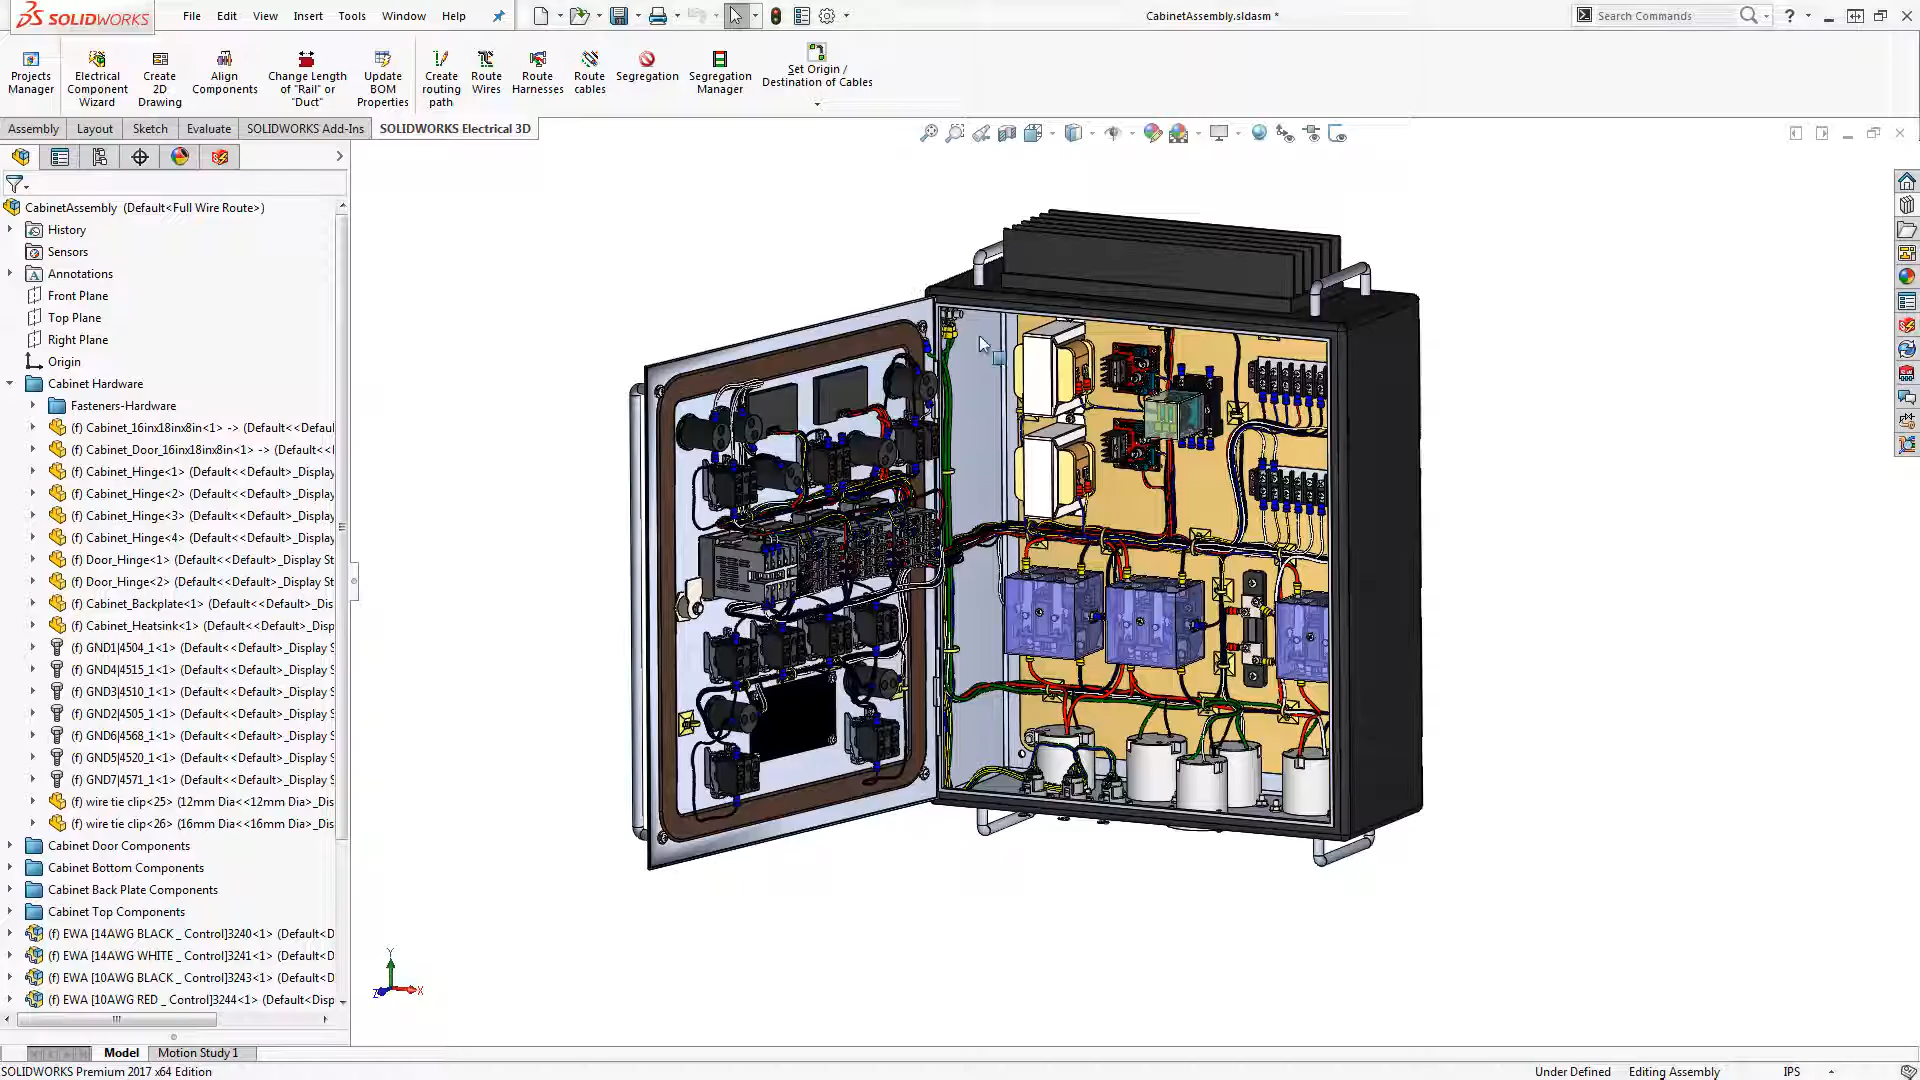 SOLIDWORKS
File Edit View Insert Tools Window Help
CabinetAssembly.sldasm *
Search Commands
Projects Manager
Electrical Component Wizard
Create 2D Drawing
Align Components
Change Length of "Rail" or "Duct"
Update BOM Properties
Create routing path
Route Wires
Route Harnesses
Route cables
Segregation
Segregation Manager
Set Origin / Destination of Cables
Assembly Layout Sketch Evaluate SOLIDWORKS Add-Ins SOLIDWORKS Electrical 3D
CabinetAssembly (Default<Full Wire Route>)
History
Sensors
Annotations
Front Plane
Top Plane
Right Plane
Origin
Cabinet Hardware
Fasteners-Hardware
(f) Cabinet_16inx18inx8in<1> -> (Default<<Defaul
(f) Cabinet_Door_16inx18inx8in<1> -> (Default<<
(f) Cabinet_Hinge<1> (Default<<Default>_Display
(f) Cabinet_Hinge<2> (Default<<Default>_Display
(f) Cabinet_Hinge<3> (Default<<Default>_Display
(f) Cabinet_Hinge<4> (Default<<Default>_Display
(f) Door_Hinge<1> (Default<<Default>_Display St
(f) Door_Hinge<2> (Default<<Default>_Display St
(f) Cabinet_Backplate<1> (Default<<Default>_Dis
(f) Cabinet_Heatsink<1> (Default<<Default>_Disp
(f) GND1|4504_1<1> (Default<<Default>_Display S
(f) GND4|4515_1<1> (Default<<Default>_Display S
(f) GND3|4510_1<1> (Default<<Default>_Display S
(f) GND2|4505_1<1> (Default<<Default>_Display S
(f) GND6|4568_1<1> (Default<<Default>_Display S
(f) GND5|4520_1<1> (Default<<Default>_Display S
(f) GND7|4571_1<1> (Default<<Default>_Display S
(f) wire tie clip<25> (12mm Dia<<12mm Dia>_Dis
(f) wire tie clip<26> (16mm Dia<<16mm Dia>_Dis
Cabinet Door Components
Cabinet Bottom Components
Cabinet Back Plate Components
Cabinet Top Components
(f) EWA [14AWG BLACK _ Control]3240<1> (Default<D
(f) EWA [14AWG WHITE _ Control]3241<1> (Default<D
(f) EWA [10AWG BLACK _ Control]3243<1> (Default<D
(f) EWA [10AWG RED _ Control]3244<1> (Default<Disp
Y
Z X
Model Motion Study 1
SOLIDWORKS Premium 2017 x64 Edition
Under Defined Editing Assembly IPS